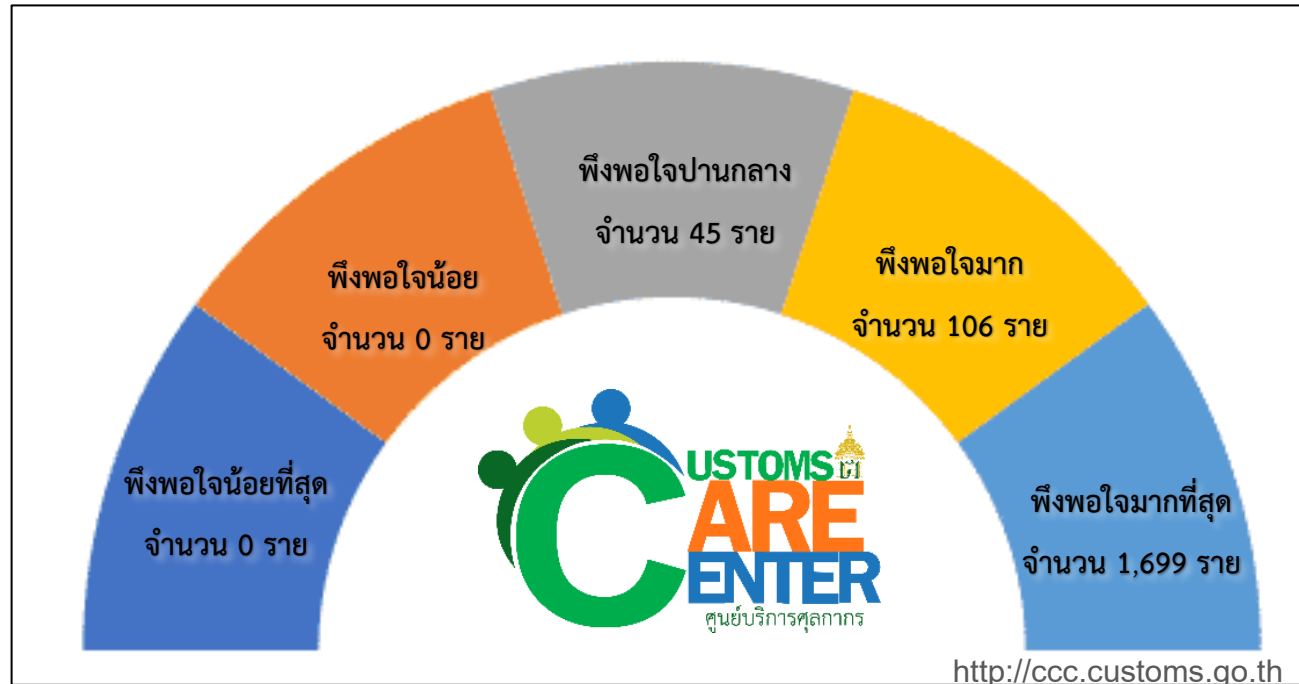 พึงพอใจปานกลาง
จำนวน 45 ราย
พึงพอใจน้อย
จำนวน 0 ราย
พึงพอใจมาก
จำนวน 106 ราย
พึงพอใจน้อยที่สุด
จำนวน 0 ราย
CUSTOMS
CARE
CENTER
ศูนย์บริการศุลกากร
พึงพอใจมากที่สุด
จำนวน 1,699 ราย
http://ccc.customs.go.th